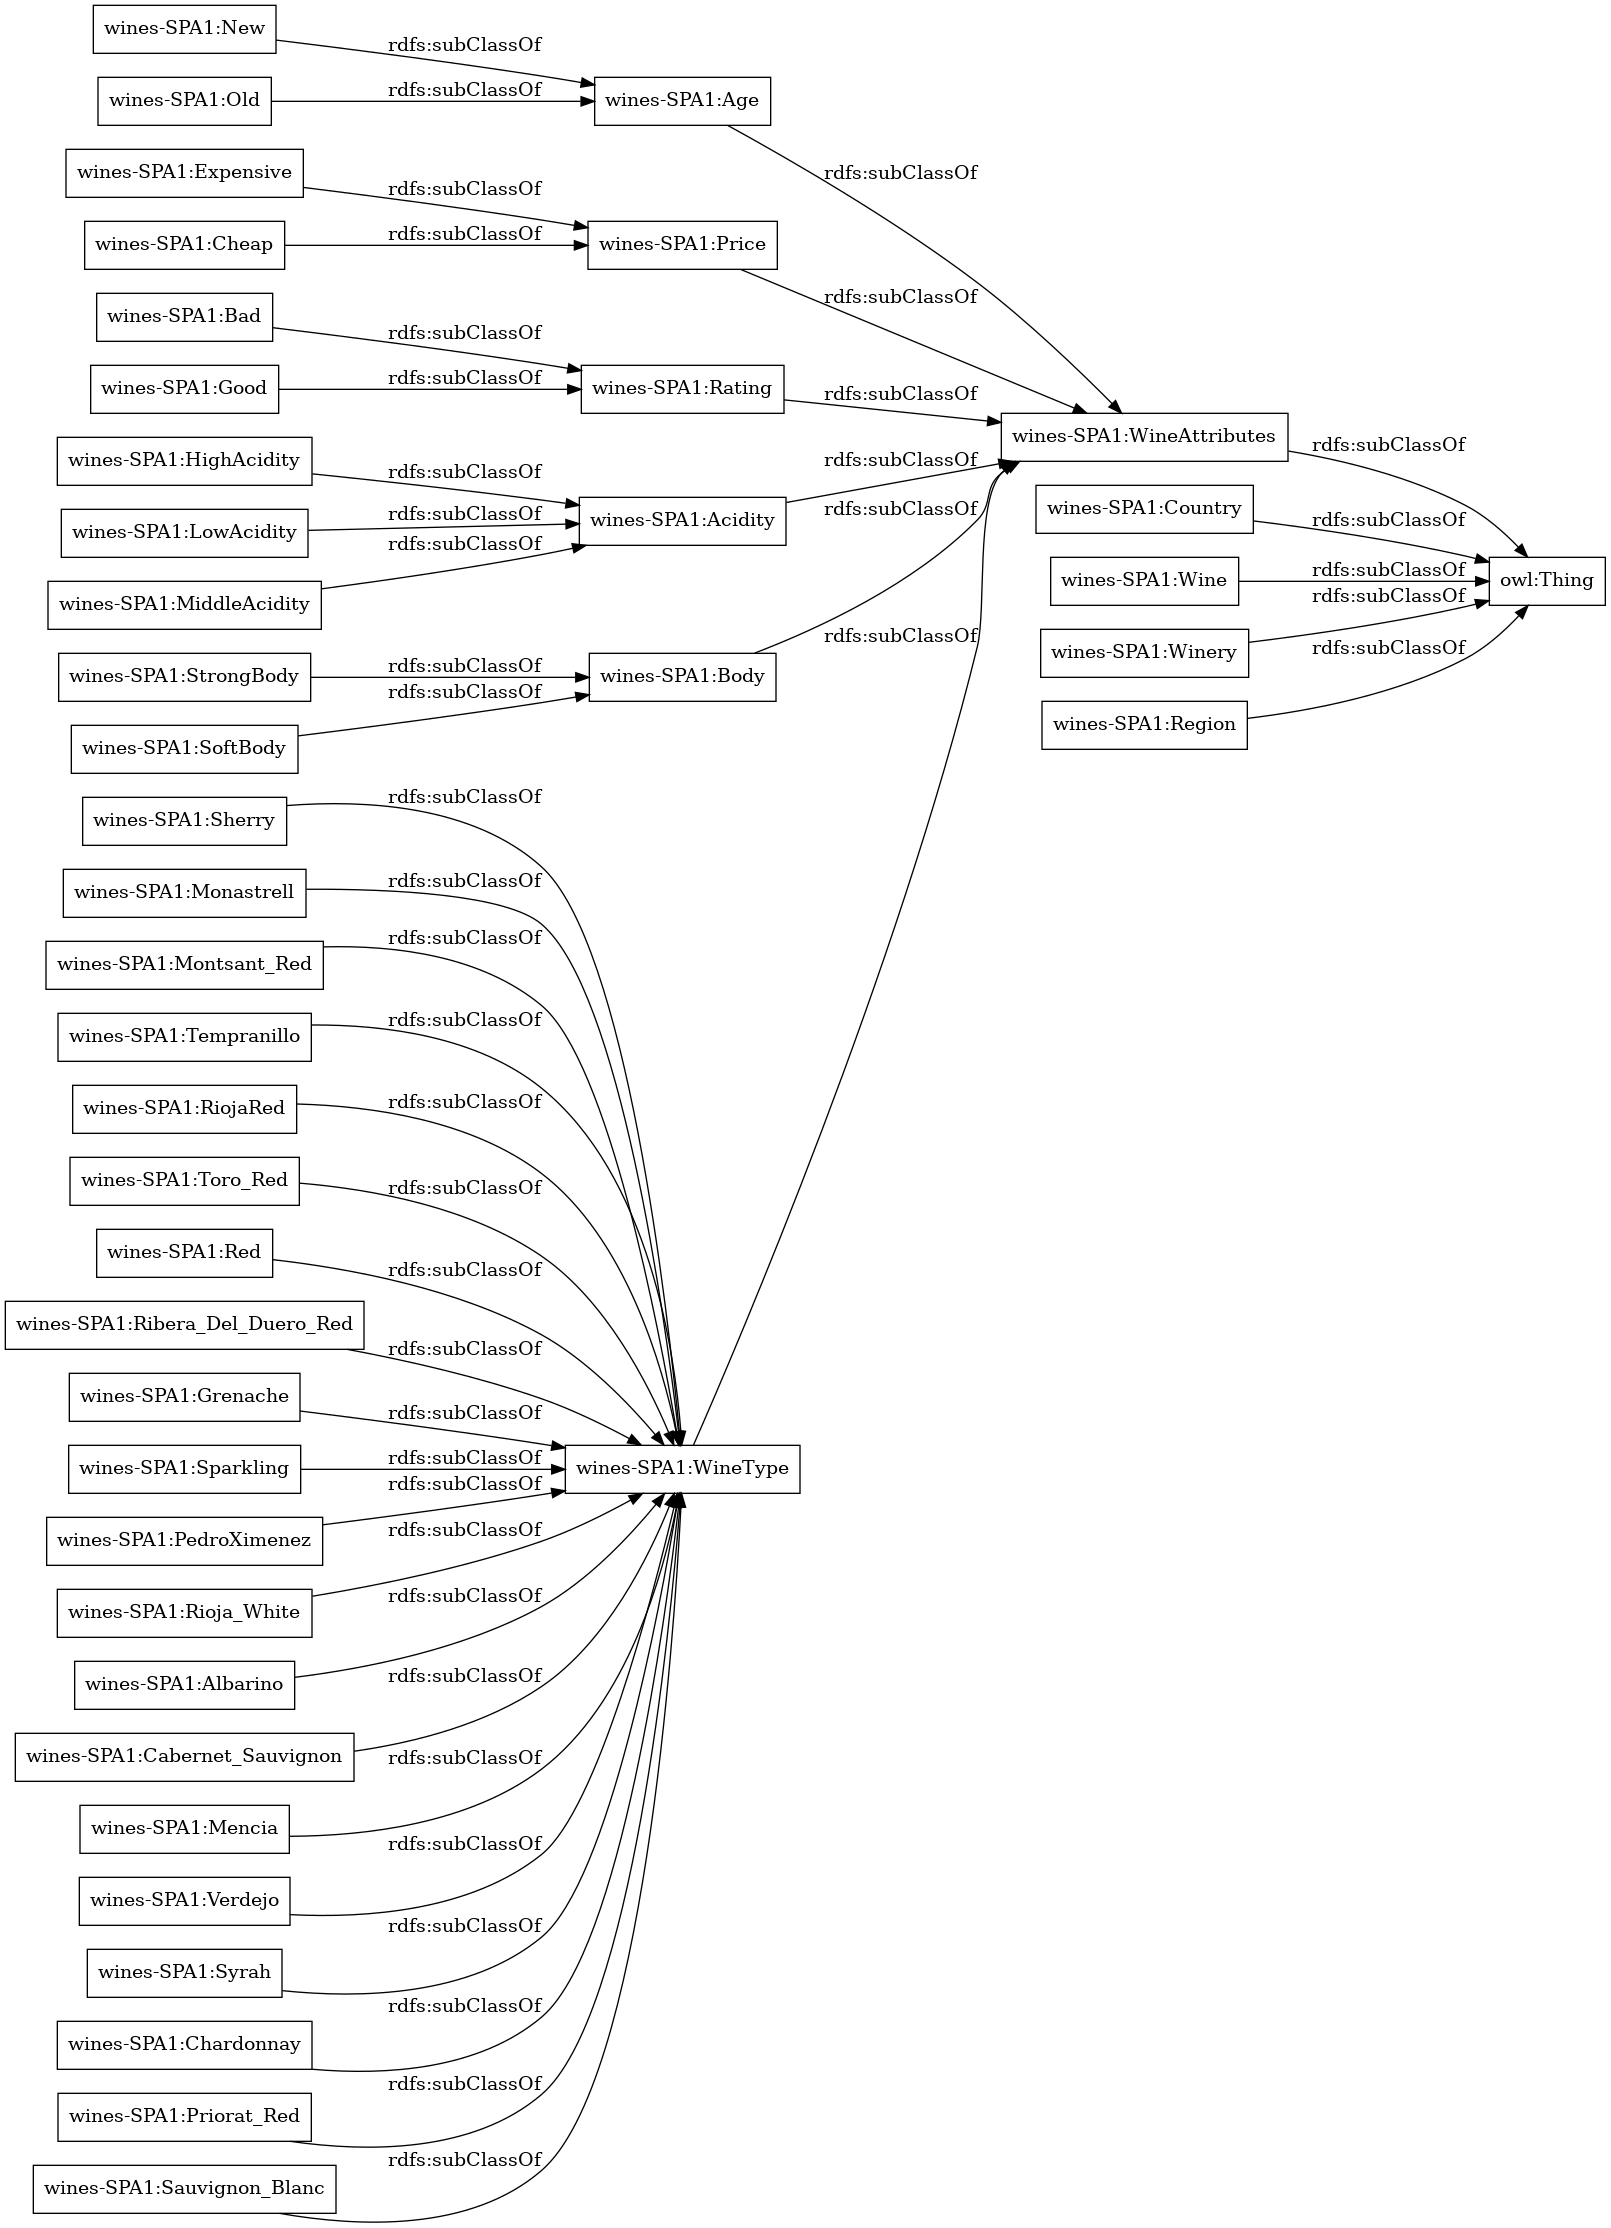 wines-SPA1:New
rdfs:subClassOf
wines-SPA1:Old
rdfs:subClassOf
wines-SPA1:Age
wines-SPA1:Expensive
rdfs:subClassOf
rdfs:subClassOf
wines-SPA1:Cheap
rdfs:subClassOf
wines-SPA1:Price
wines-SPA1:Bad
rdfs:subClassOf
rdfs:subClassOf
wines-SPA1:Good
rdfs:subClassOf
wines-SPA1:Rating
rdfs:subClassOf
wines-SPA1:WineAttributes
rdfs:subClassOf
wines-SPA1:HighAcidity
rdfs:subClassOf
rdfs:subClassOf
wines-SPA1:LowAcidity
rdfs:subClassOf
wines-SPA1:Acidity
rdfs:subClassOf
wines-SPA1:Country
rdfs:subClassOf
rdfs:subClassOf
wines-SPA1:MiddleAcidity
wines-SPA1:Wine
rdfs:subClassOf
owl:Thing
rdfs:subClassOf
wines-SPA1:StrongBody
rdfs:subClassOf
wines-SPA1:Body
rdfs:subClassOf
wines-SPA1:Winery
rdfs:subClassOf
rdfs:subClassOf
wines-SPA1:SoftBody
wines-SPA1:Region
wines-SPA1:Sherry
rdfs:subClassOf
wines-SPA1:Monastrell
rdfs:subClassOf
wines-SPA1:Montsant_Red
rdfs:subClassOf
wines-SPA1:Tempranillo
rdfs:subClassOf
wines-SPA1:RiojaRed
rdfs:subClassOf
wines-SPA1:Toro_Red
rdfs:subClassOf
wines-SPA1:Red
rdfs:subClassOf
wines-SPA1:Ribera_Del_Duero_Red
rdfs:subClassOf
wines-SPA1:Grenache
rdfs:subClassOf
wines-SPA1:Sparkling
rdfs:subClassOf
wines-SPA1:WineType
rdfs:subClassOf
wines-SPA1:PedroXimenez
rdfs:subClassOf
wines-SPA1:Rioja_White
rdfs:subClassOf
wines-SPA1:Albarino
rdfs:subClassOf
wines-SPA1:Cabernet_Sauvignon
rdfs:subClassOf
wines-SPA1:Mencia
rdfs:subClassOf
wines-SPA1:Verdejo
rdfs:subClassOf
wines-SPA1:Syrah
rdfs:subClassOf
wines-SPA1:Chardonnay
rdfs:subClassOf
wines-SPA1:Priorat_Red
rdfs:subClassOf
wines-SPA1:Sauvignon_Blanc